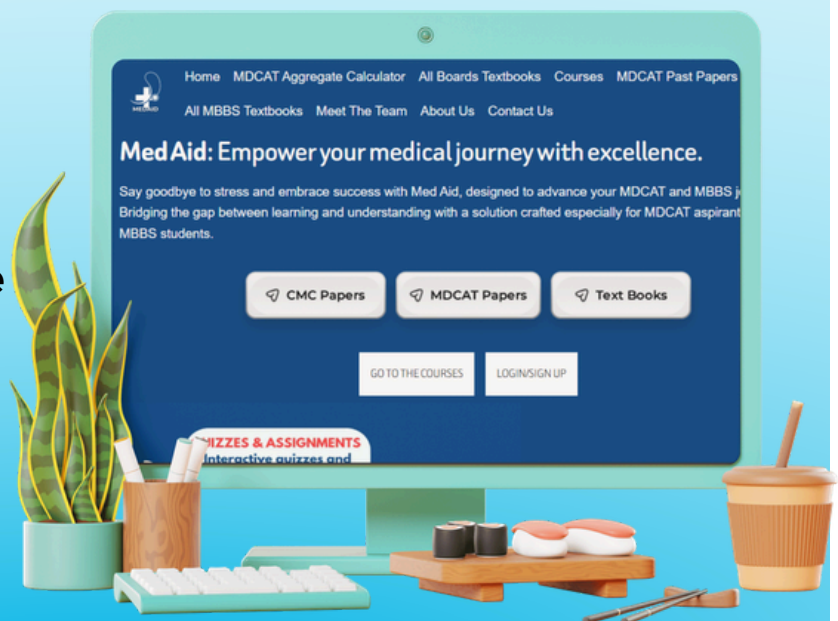 Home MDCAT Aggregate Calculator All Boards Textbooks Courses MDCAT Past Papers
All MBBS Textbooks Meet The Team About Us Contact Us
MEDAID
Med Aid: Empower your medical journey with excellence.
Say goodbye to stress and embrace success with Med Aid, designed to advance your MDCAT and MBBS j
Bridging the gap between learning and understanding with a solution crafted especially for MDCAT aspirant
MBBS students.
e
CMC Papers MDCAT Papers Text Books
GO TO THE COURSES LOGIN/SIGN UP
UIZZES & ASSIGNMENTS
Interactive quizzes and